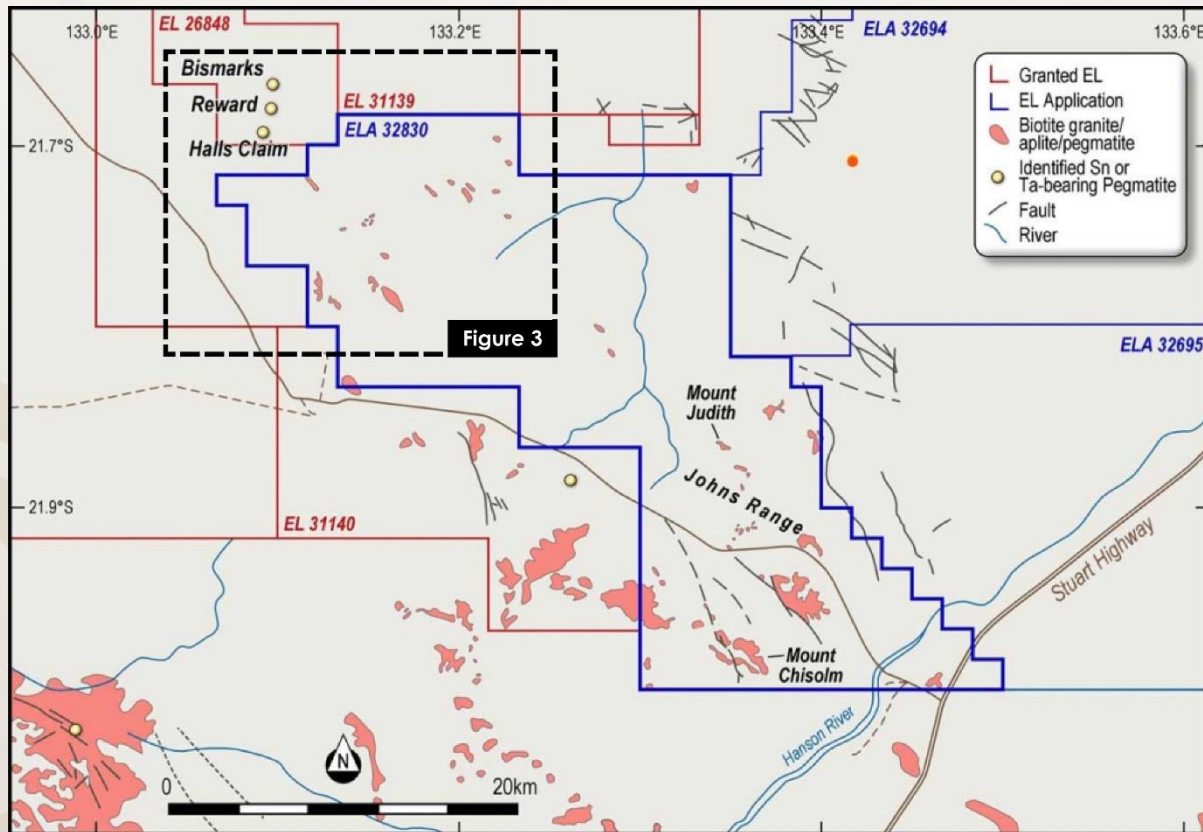 133.0°E
133.2°E
133.4°E
133.6°E
EL 26848
ELA 32694
Bismarks
Reward
Halls Claim
EL 31139
ELA 32830
21.7°S
Granted EL
EL Application
Biotite granite/
aplite/pegmatite
Identified Sn or
Ta-bearing Pegmatite
Fault
River
Figure 3
ELA 32695
Mount
Judith
Johns Range
21.9°S
EL 31140
Stuart Highway
Mount
Chisolm
Hanson River
N
0
20km